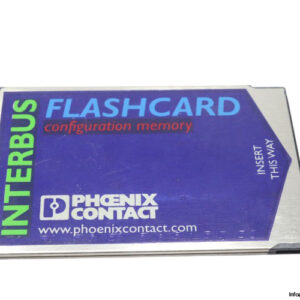 INTERBUS
FLASHCARD
configuration memory
INSERT
THIS WAY
PHOENIX
CONTACT
www.phoenixcontact.com